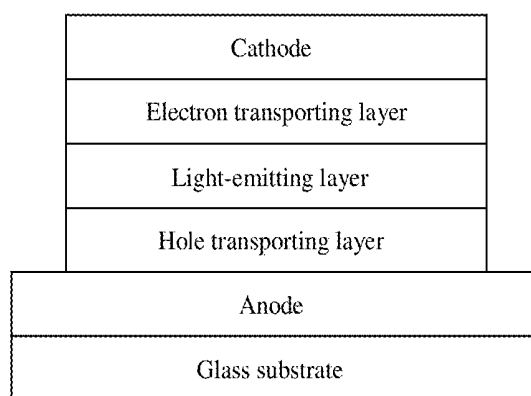 Cathode
Electron transporting layer
Light-emitting layer
Hole transporting layer
Anode
Glass substrate